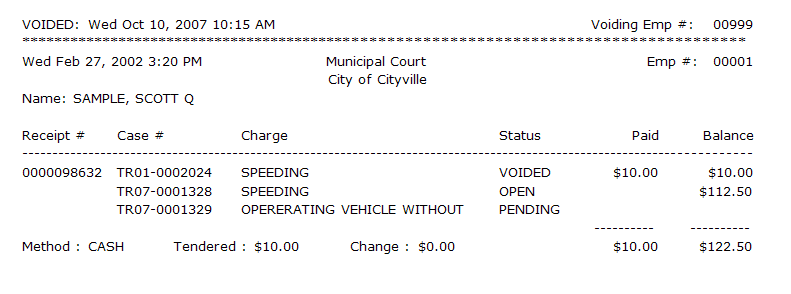 VOIDED: Wed Oct 10, 2007 10:15 AM Voiding Emp #: 00999
********************************************************************************************
Wed Feb 27, 2002 3:20 PM Municipal Court Emp #: 00001
City of Cityville
Name: SAMPLE, SCOTT Q
Receipt # Case # Charge Status Paid Balance
--------------------------------------------------------------------------------------------
0000098632 TR01-0002024 SPEEDING VOIDED $10.00 $10.00
TR07-0001328 SPEEDING OPEN $112.50
TR07-0001329 OPERERATING VEHICLE WITHOUT PENDING
---------- ----------
Method : CASH Tendered : $10.00 Change : $0.00 $10.00 $122.50